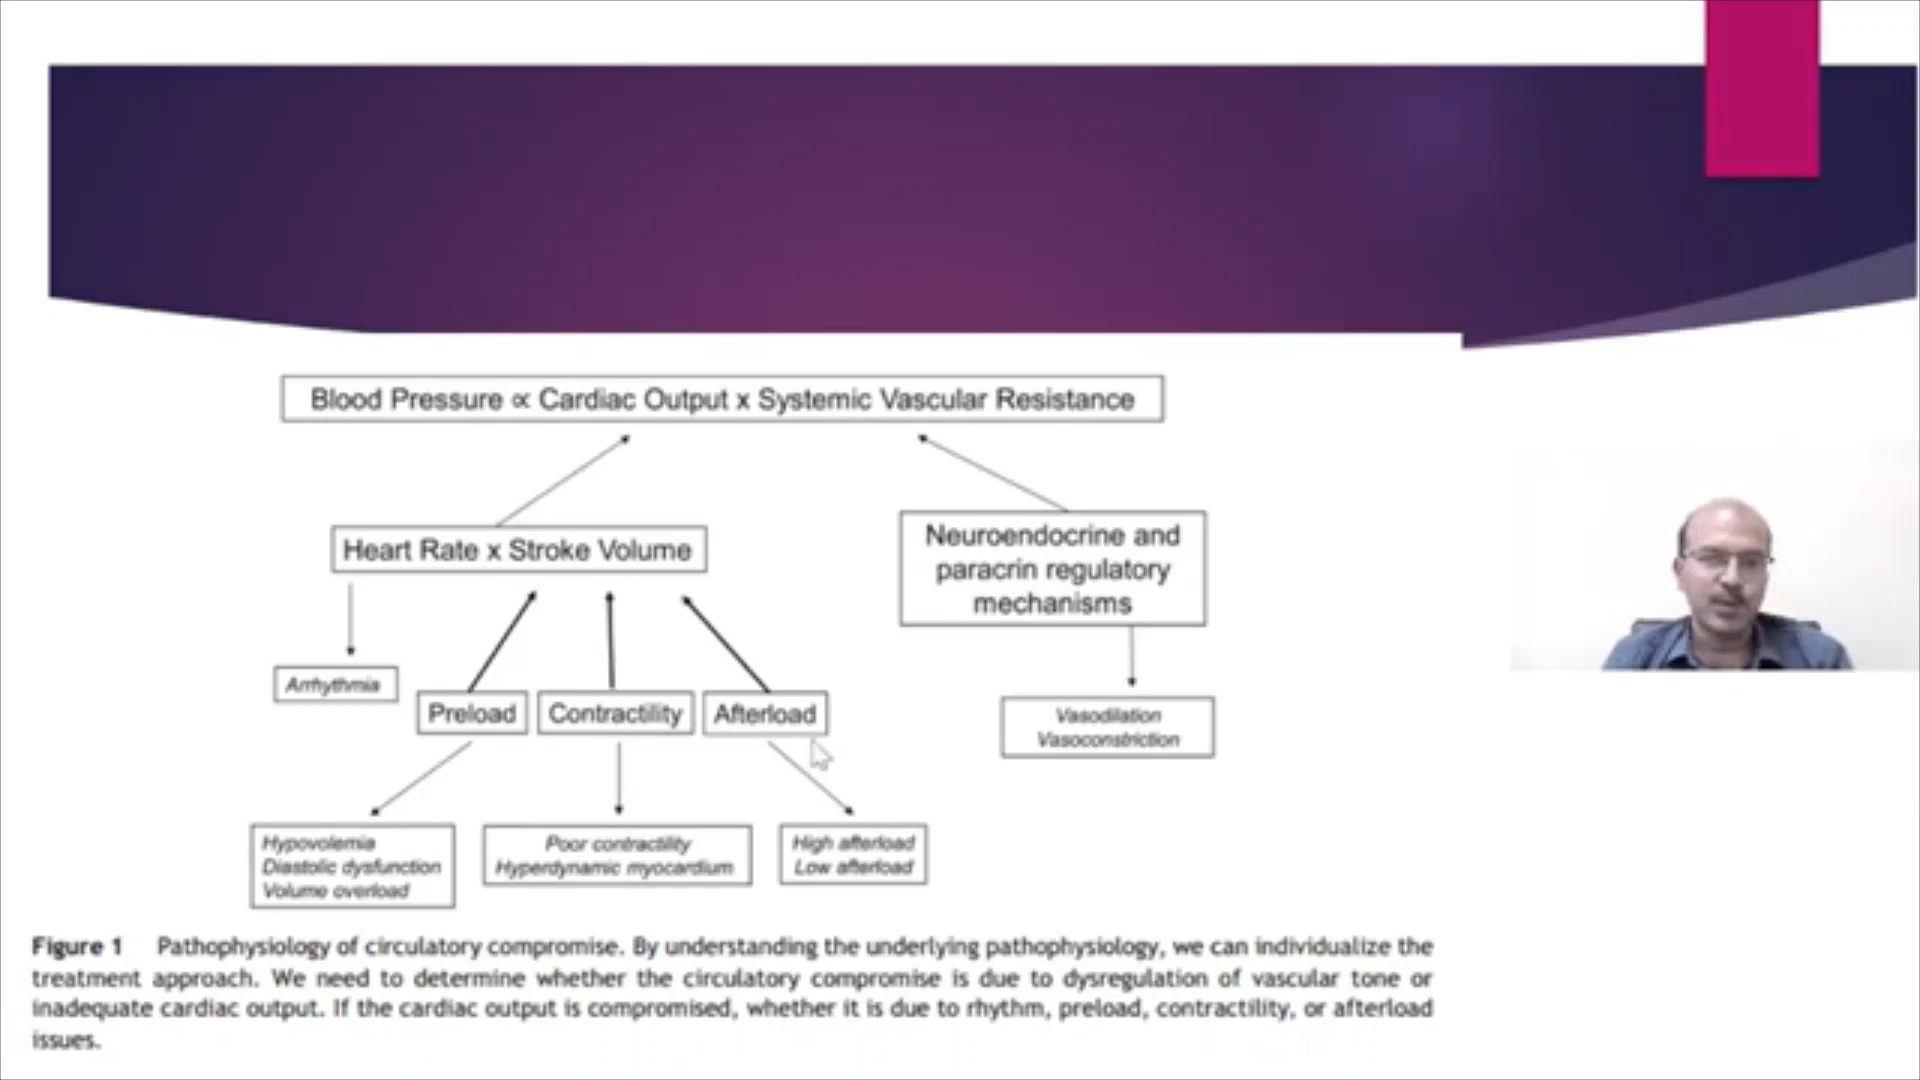 Blood Pressure ∝ Cardiac Output x Systemic Vascular Resistance
Heart Rate x Stroke Volume
Neuroendocrine and
paracrin regulatory
mechanisms
Arrhythmia
Preload
Contractility
Afterload
Vasodilation
Vasoconstriction
Hypovolemia
Diastolic dysfunction
Volume overload
Poor contractility
Hyperdynamic myocardium
High afterload
Low afterload
Figure 1 Pathophysiology of circulatory compromise. By understanding the underlying pathophysiology, we can individualize the
treatment approach. We need to determine whether the circulatory compromise is due to dysregulation of vascular tone or
inadequate cardiac output. If the cardiac output is compromised, whether it is due to rhythm, preload, contractility, or afterload
issues.